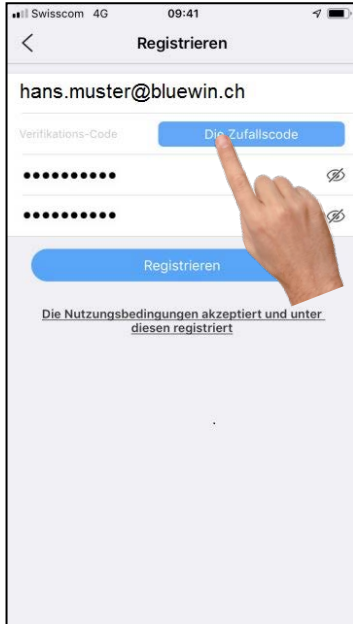 Swisscom 4G 09:41
Registrieren
hans.muster@bluewin.ch
Verifikations-Code Die Zufallscode
••••••••••
••••••••••
Registrieren
Die Nutzungsbedingungen akzeptiert und unter
diesen registriert